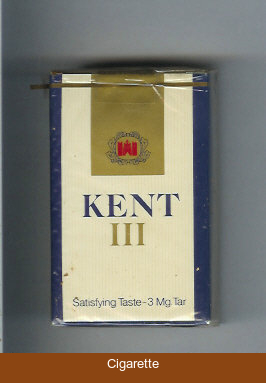 KENT
III
Satisfying Taste-3 Mg. Tar
Cigarette